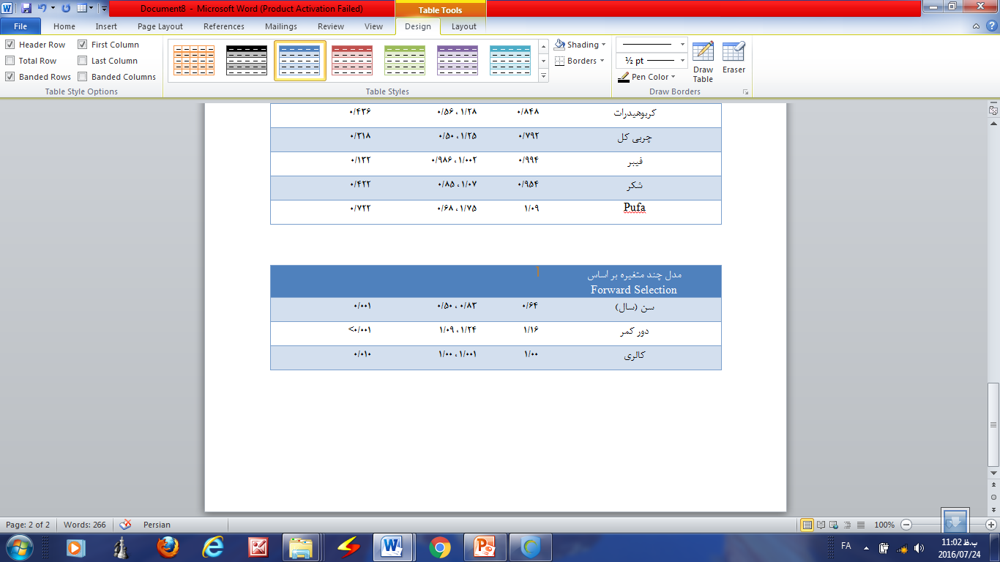 Document8 - Microsoft Word (Product Activation Failed)
Table Tools
File Home Insert Page Layout References Mailings Review View Design Layout
Header Row First Column
Total Row Last Column
Banded Rows Banded Columns
Table Style Options
Table Styles
Shading
Borders
½ pt
Pen Color
Draw Table
Eraser
Draw Borders
کربوهیدرات ۰/۸۴۸ ۰/۵۶ ، ۱/۲۸ ۰/۴۳۶
چربی کل ۰/۷۹۲ ۰/۵۰ ، ۱/۲۵ ۰/۳۱۸
فیبر ۰/۹۹۴ ۰/۹۸۶ ، ۱/۰۰۲ ۰/۱۳۲
شکر ۰/۹۵۴ ۰/۸۵ ، ۱/۰۷ ۰/۴۲۲
Pufa ۱/۰۹ ۰/۶۸ ، ۱/۷۵ ۰/۷۲۲
مدل چند متغیره بر اساس
Forward Selection
سن (سال) ۰/۶۴ ۰/۵۰ ، ۰/۸۳ ۰/۰۰۱
دور کمر ۱/۱۶ ۱/۰۹ ، ۱/۲۴ <۰/۰۰۱
کالری ۱/۰۰ ۱/۰۰ ، ۱/۰۰۱ ۰/۰۱۰
Page: 2 of 2 Words: 266 Persian 100%
FA
11:02 ب.ظ
2016/07/24